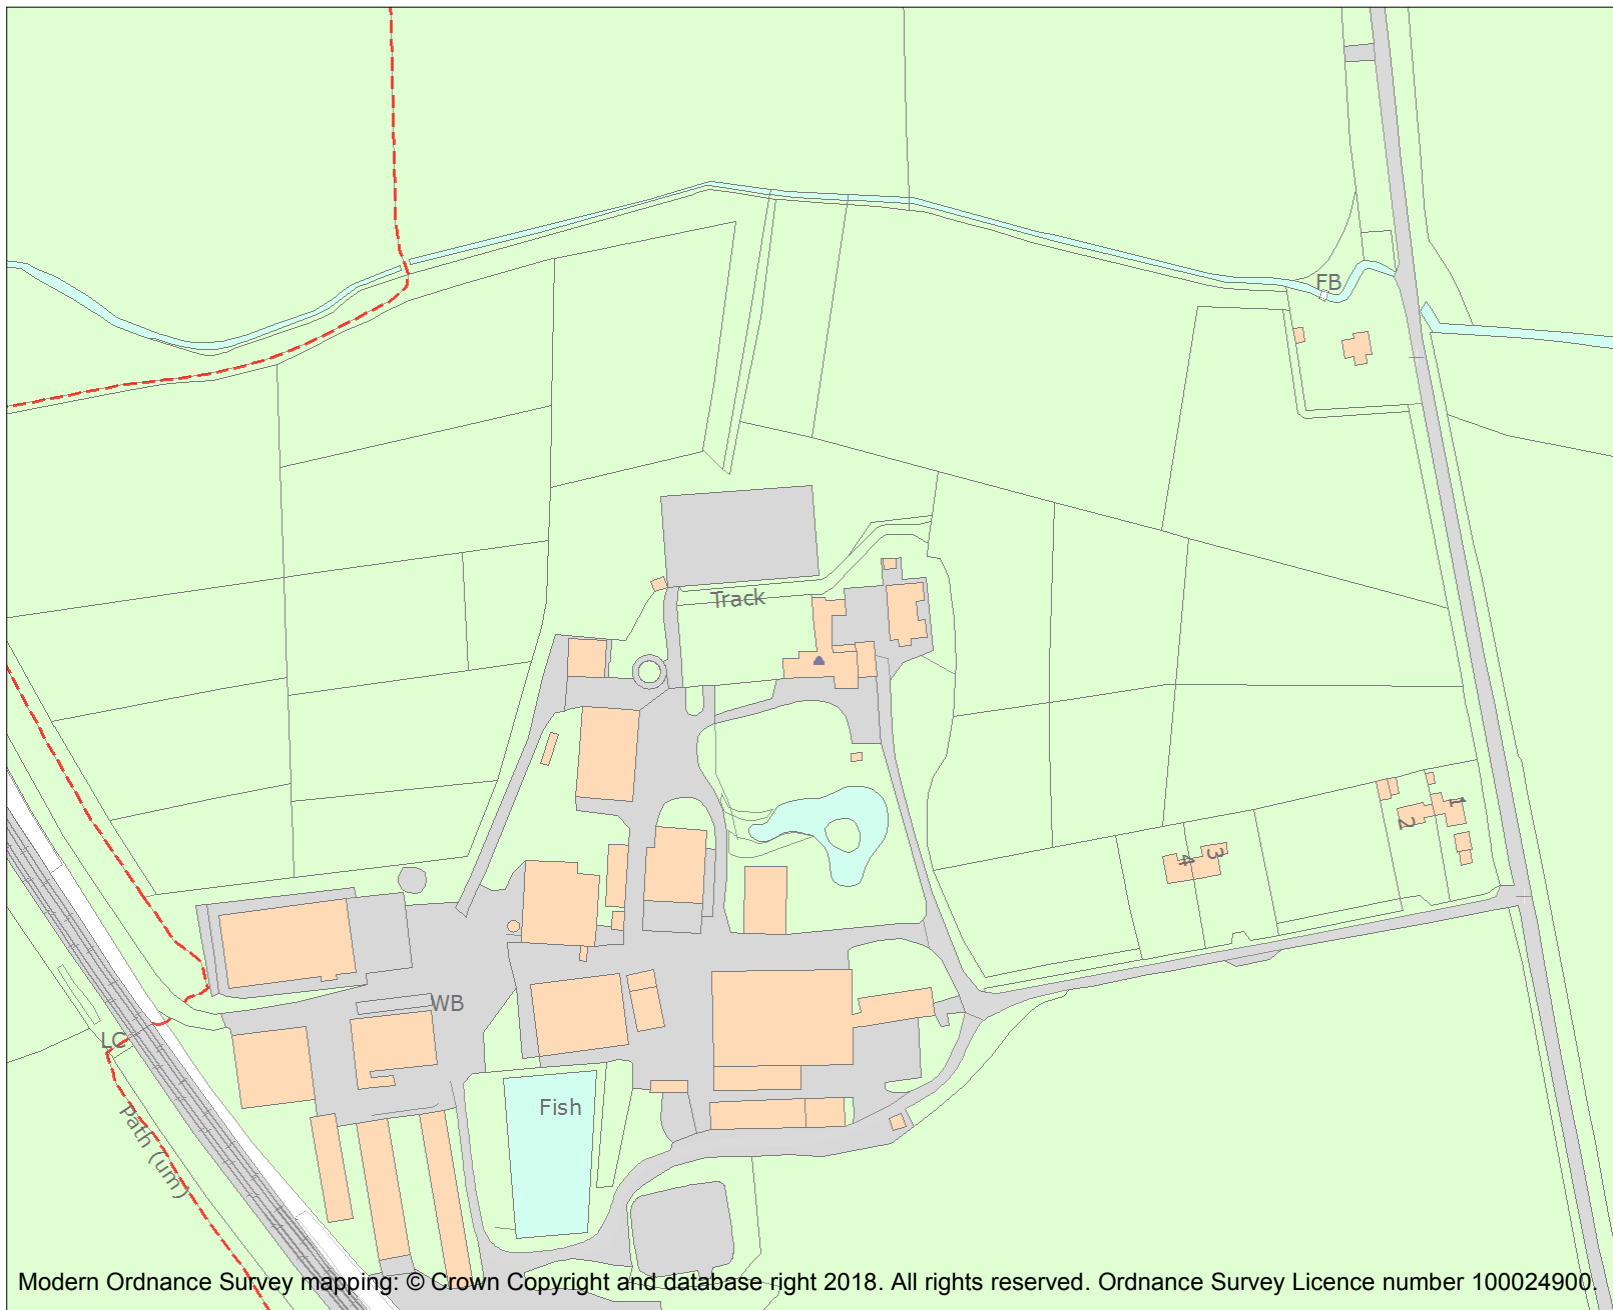 FB
Track
1
2
3
4
WB
LC
Fish
Path (um)
Modern Ordnance Survey mapping: © Crown Copyright and database right 2018. All rights reserved. Ordnance Survey Licence number 100024900.